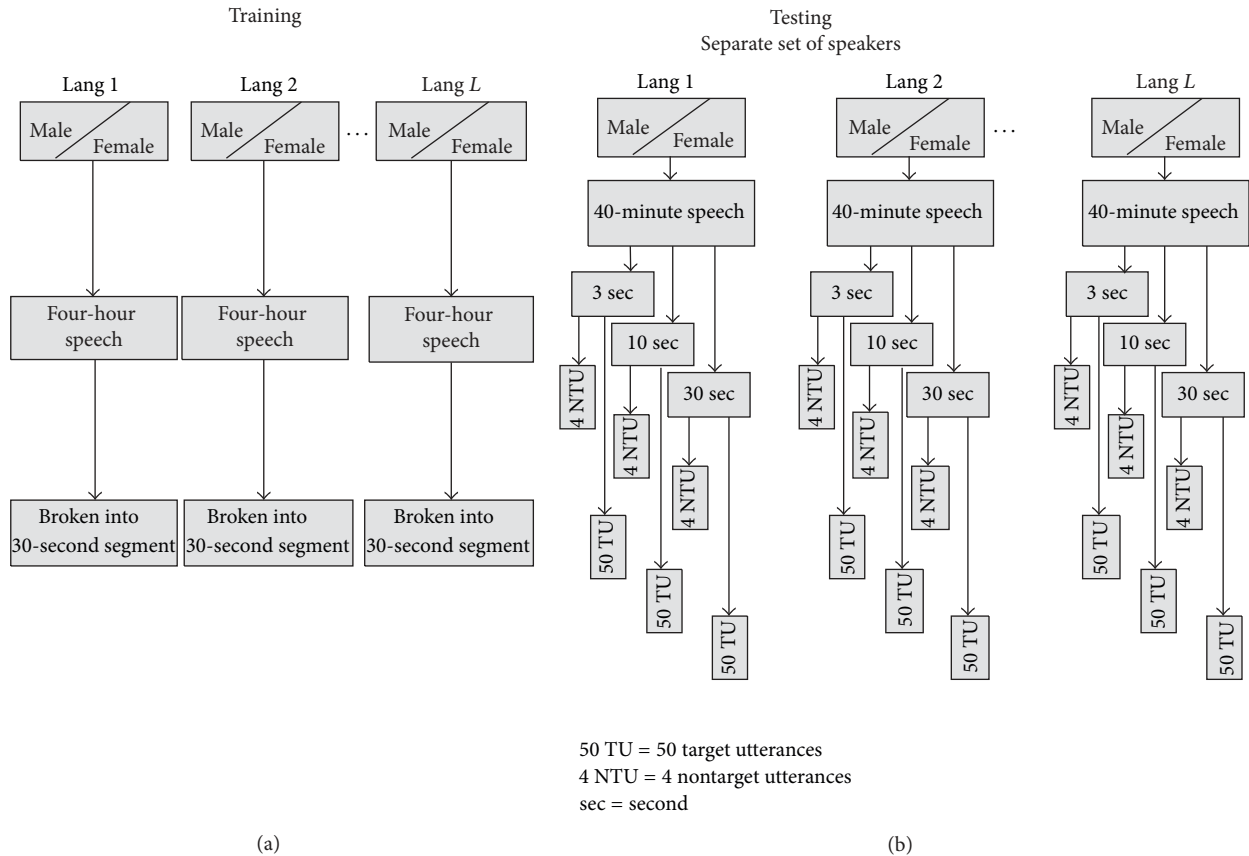 Training
Lang 1
Lang 2
Lang L
Male
Female
Male
Female
...
Male
Female
Four-hour
speech
Four-hour
speech
Four-hour
speech
Broken into
30-second segment
Broken into
30-second segment
Broken into
30-second segment
(a)
Testing
Separate set of speakers
Lang 1
Male
Female
40-minute speech
3 sec
10 sec
30 sec
4 NTU
4 NTU
4 NTU
50 TU
50 TU
50 TU
Lang 2
Male
Female
40-minute speech
3 sec
10 sec
30 sec
4 NTU
4 NTU
4 NTU
50 TU
50 TU
50 TU
...
Lang L
Male
Female
40-minute speech
3 sec
10 sec
30 sec
4 NTU
4 NTU
4 NTU
50 TU
50 TU
50 TU
50 TU = 50 target utterances
4 NTU = 4 nontarget utterances
sec = second
(b)